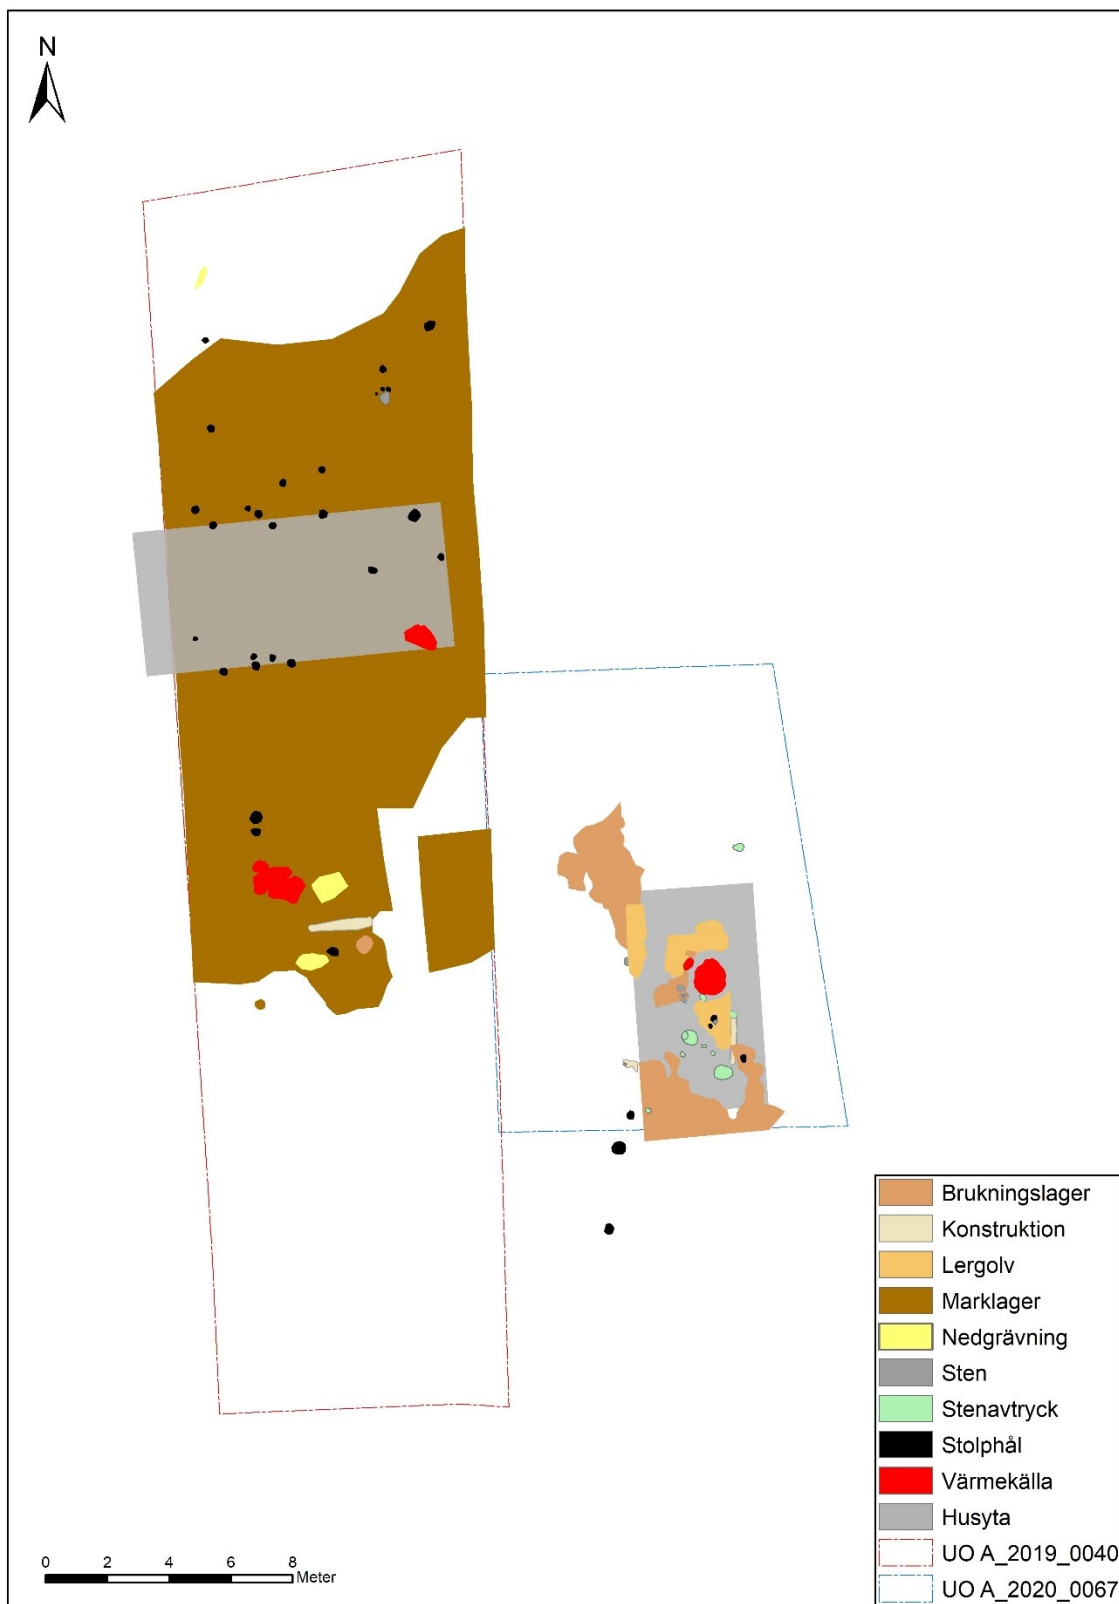 N
Brukningslager
Konstruktion
Lergolv
Marklager
Nedgrävning
Sten
Stenavtryck
Stolphål
Värmekälla
Husyta
UO A_2019_0040
UO A_2020_0067
0 2 4 6 8 Meter